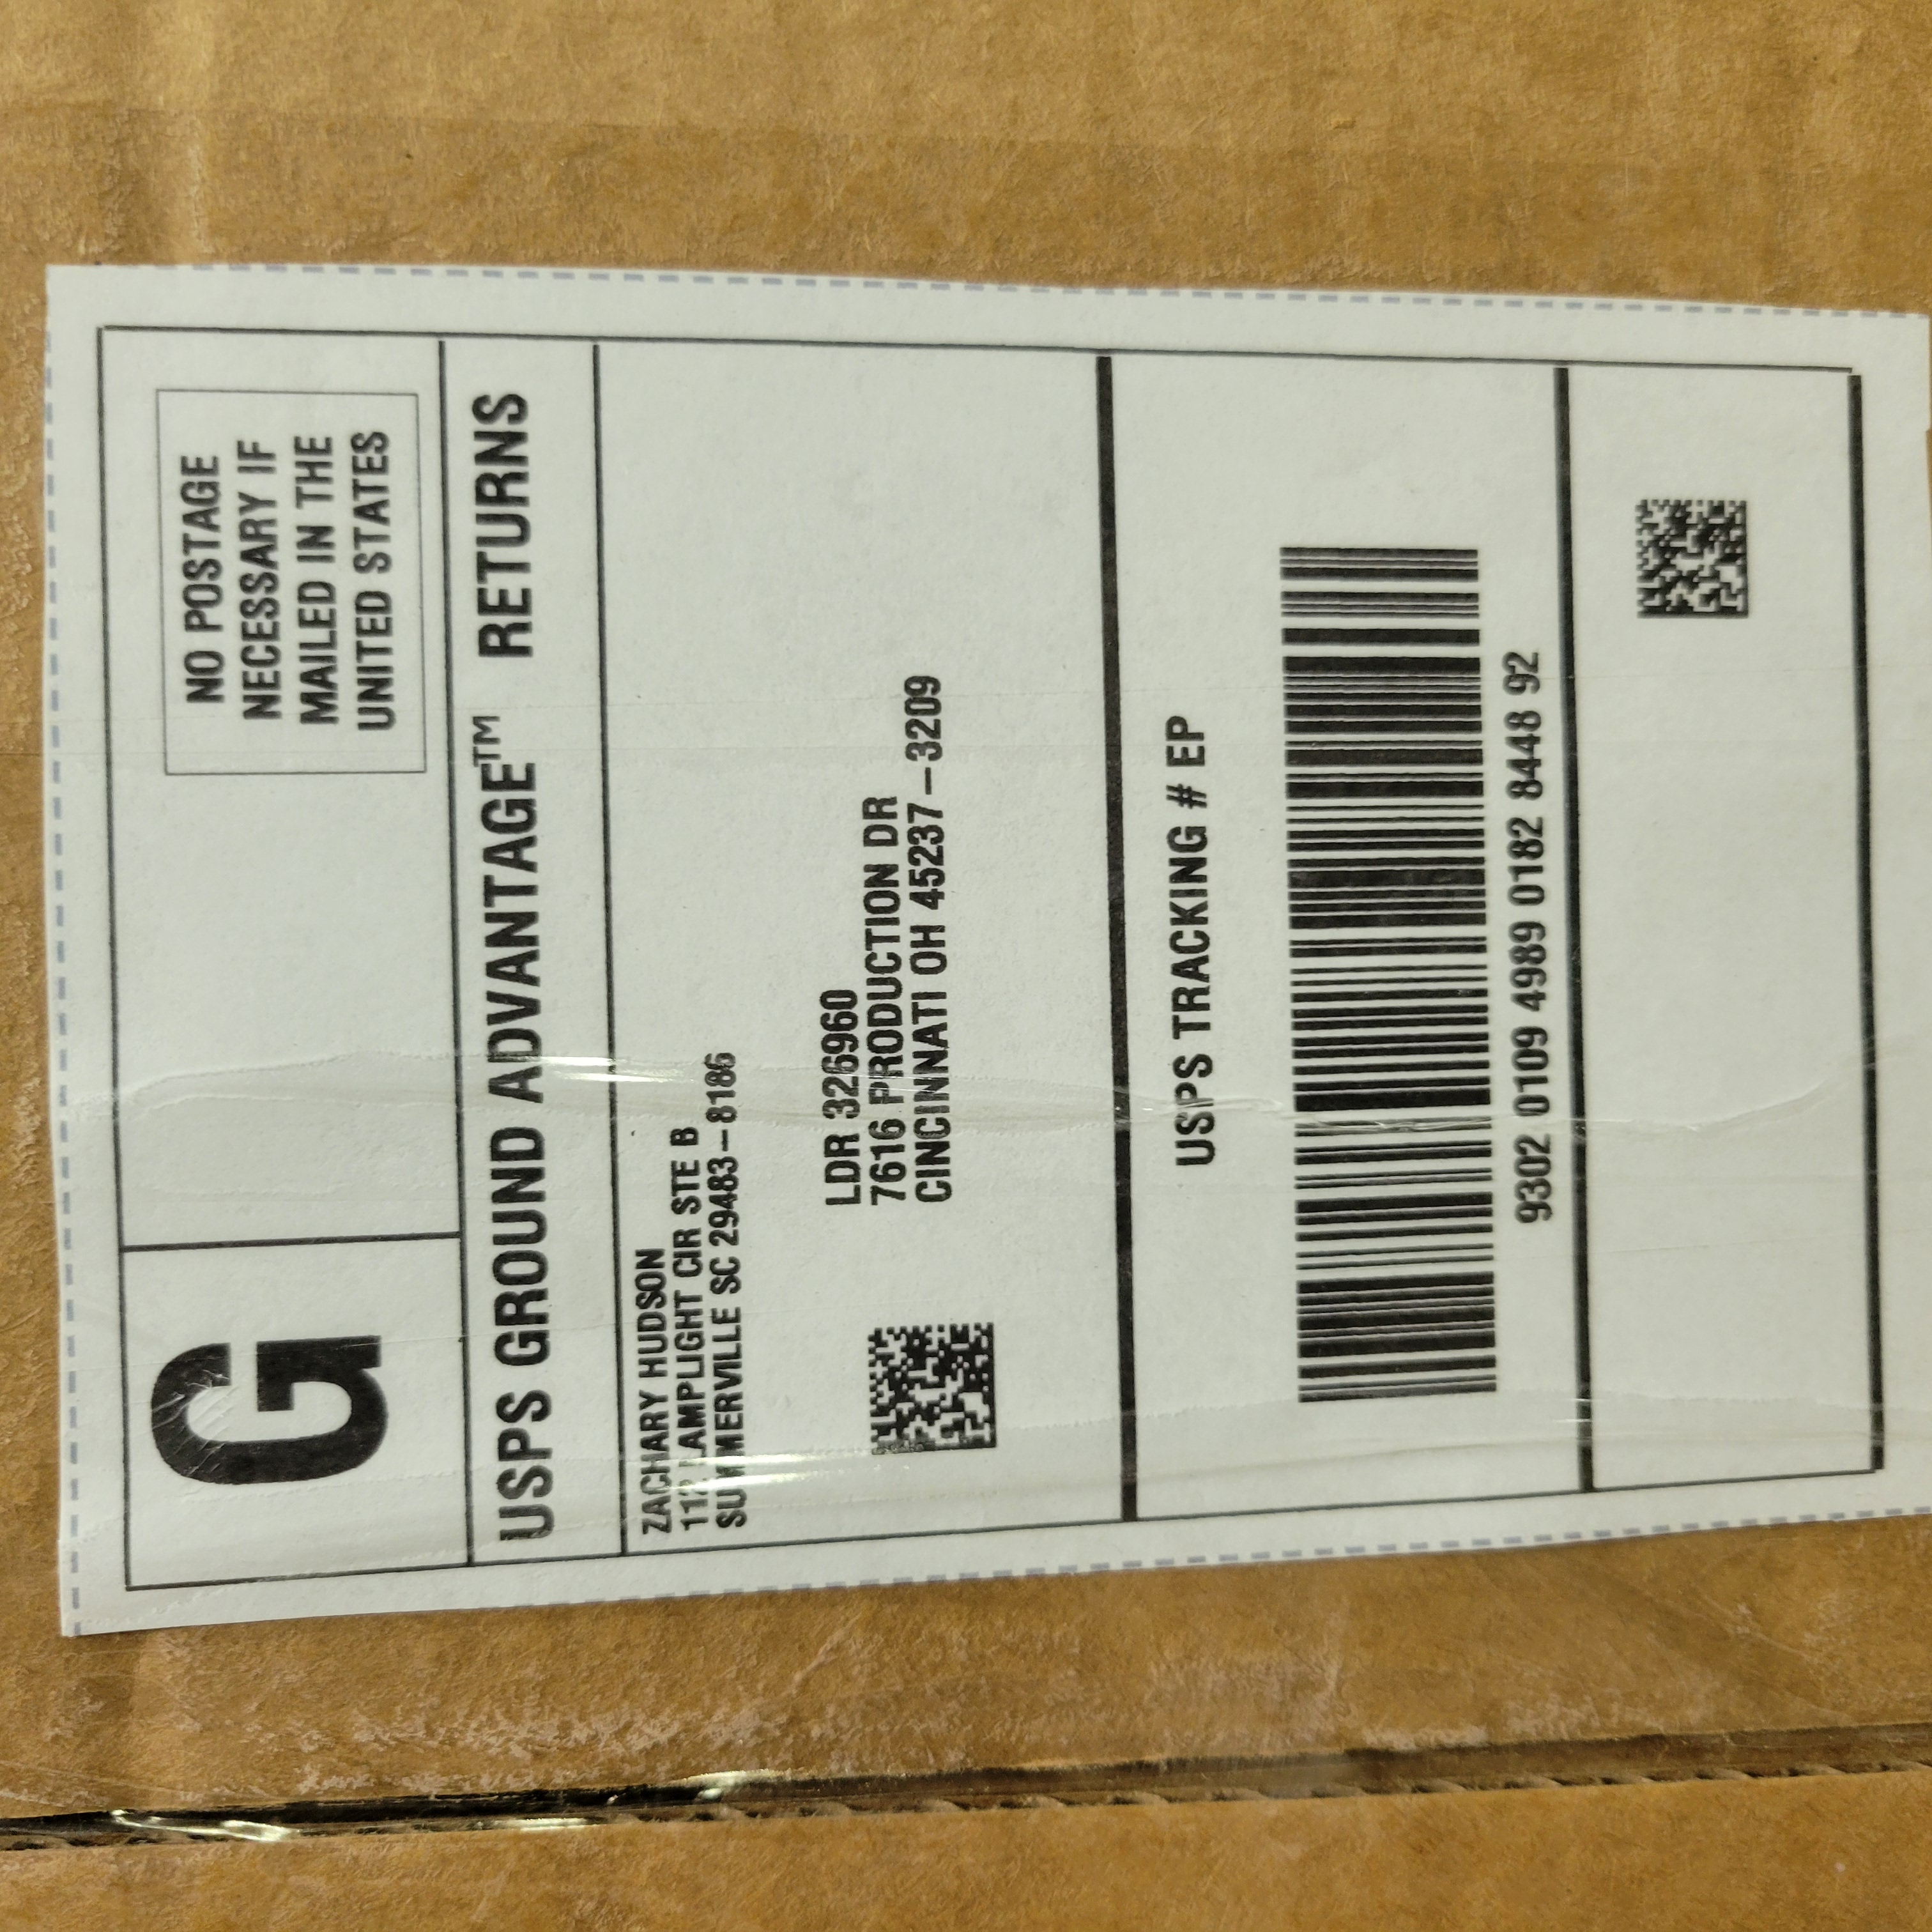 G
NO POSTAGE
NECESSARY IF
MAILED IN THE
UNITED STATES
USPS GROUND ADVANTAGE™ RETURNS
ZACHARY HUDSON
LAMPLIGHT CIR STE B
SUMMERVILLE SC 29483-8186
LDR 326960
7616 PRODUCTION DR
CINCINNATI OH 45237-3209
USPS TRACKING # EP
9302 0109 4989 0182 8448 92